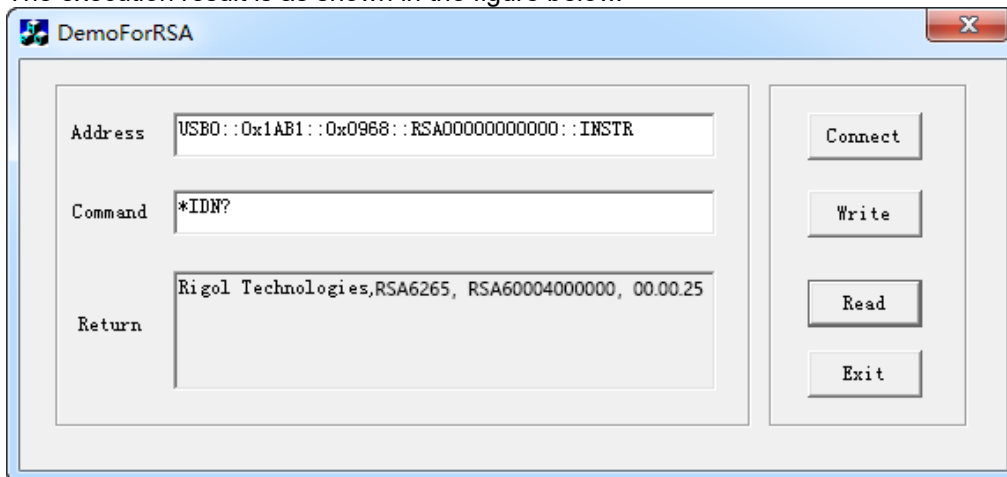 The execution result is as shown in the figure below.
DemoForRSA
Address
USB0::0x1AB1::0x0968::RSA00000000000::INSTR
Connect
Command
*IDN?
Write
Return
Rigol Technologies,RSA6265, RSA60004000000, 00.00.25
Read
Exit